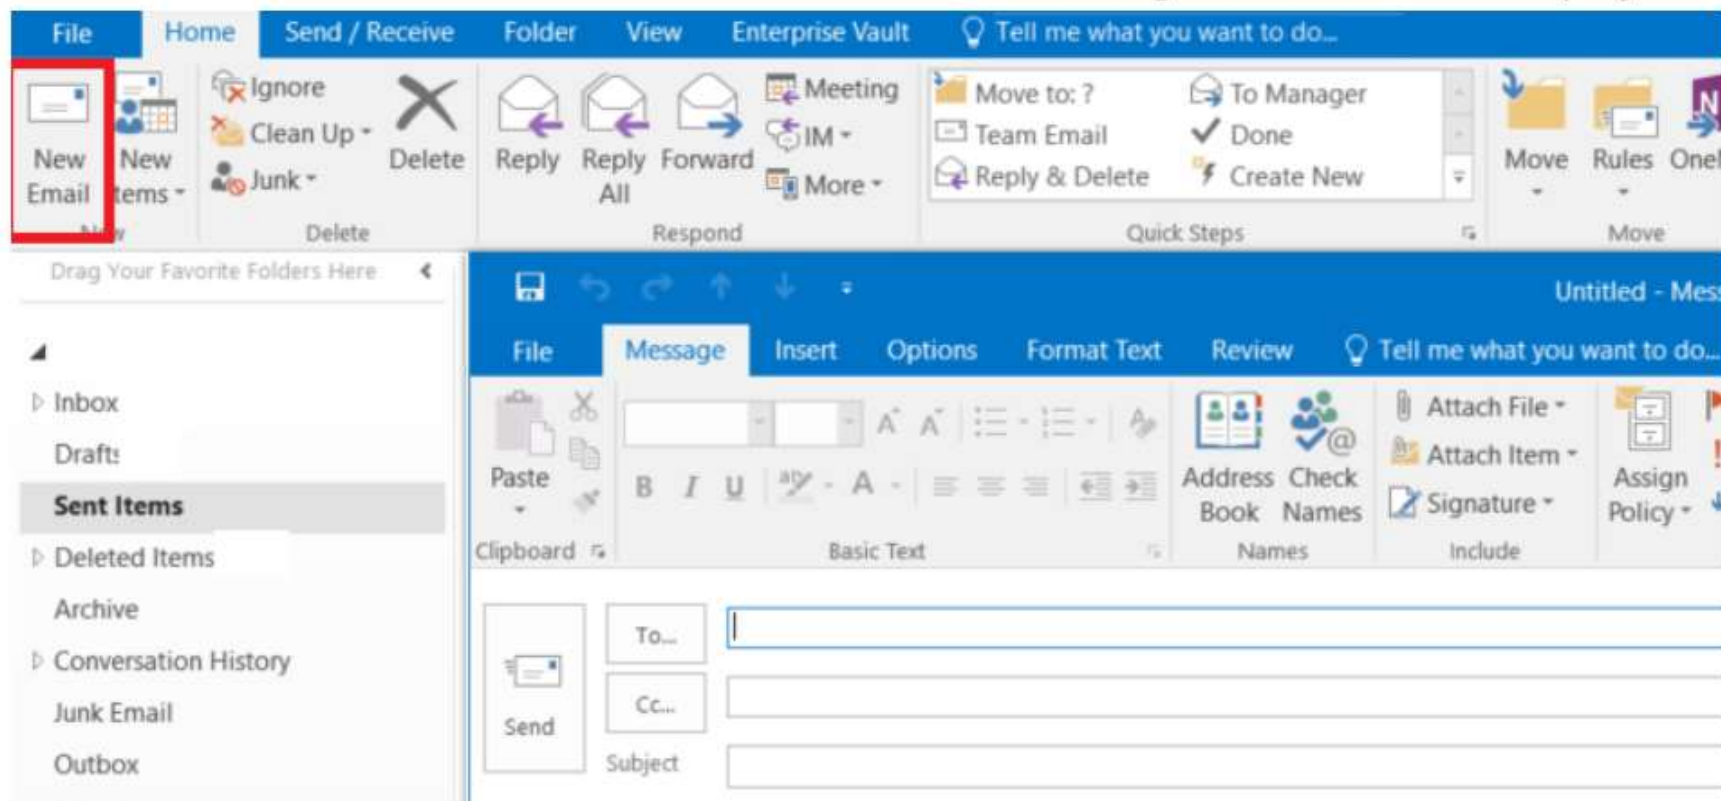 File Home Send / Receive Folder View Enterprise Vault Tell me what you want to do...
New Email
New Items
Ignore
Clean Up
Junk
Delete
Reply
Reply All
Forward
Meeting
IM
More
Move to: ?
Team Email
Reply & Delete
To Manager
Done
Create New
Move
Rules
New Delete Respond Quick Steps Move
Drag Your Favorite Folders Here
Inbox
Drafts
Sent Items
Deleted Items
Archive
Conversation History
Junk Email
Outbox
Untitled - Mess
File Message Insert Options Format Text Review Tell me what you want to do...
Paste
B I U A
Address Book
Check Names
Attach File
Attach Item
Signature
Assign Policy
Clipboard Basic Text Names Include
Send
To...
Cc...
Subject